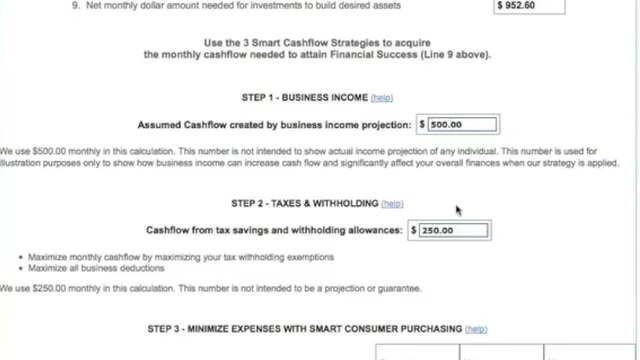 9. Net monthly dollar amount needed for investments to build desired assets $ 952.60
Use the 3 Smart Cashflow Strategies to acquire
the monthly cashflow needed to attain Financial Success (Line 9 above).
STEP 1 - BUSINESS INCOME (help)
Assumed Cashflow created by business income projection: $ 500.00
We use $500.00 monthly in this calculation. This number is not intended to show actual income projection of any individual. This number is used for
illustration purposes only to show how business income can increase cash flow and significantly affect your overall finances when our strategy is applied.
STEP 2 - TAXES & WITHHOLDING (help)
Cashflow from tax savings and withholding allowances: $ 250.00
• Maximize monthly cashflow by maximizing your tax withholding exemptions
• Maximize all business deductions
We use $250.00 monthly in this calculation. This number is not intended to be a projection or guarantee.
STEP 3 - MINIMIZE EXPENSES WITH SMART CONSUMER PURCHASING (help)